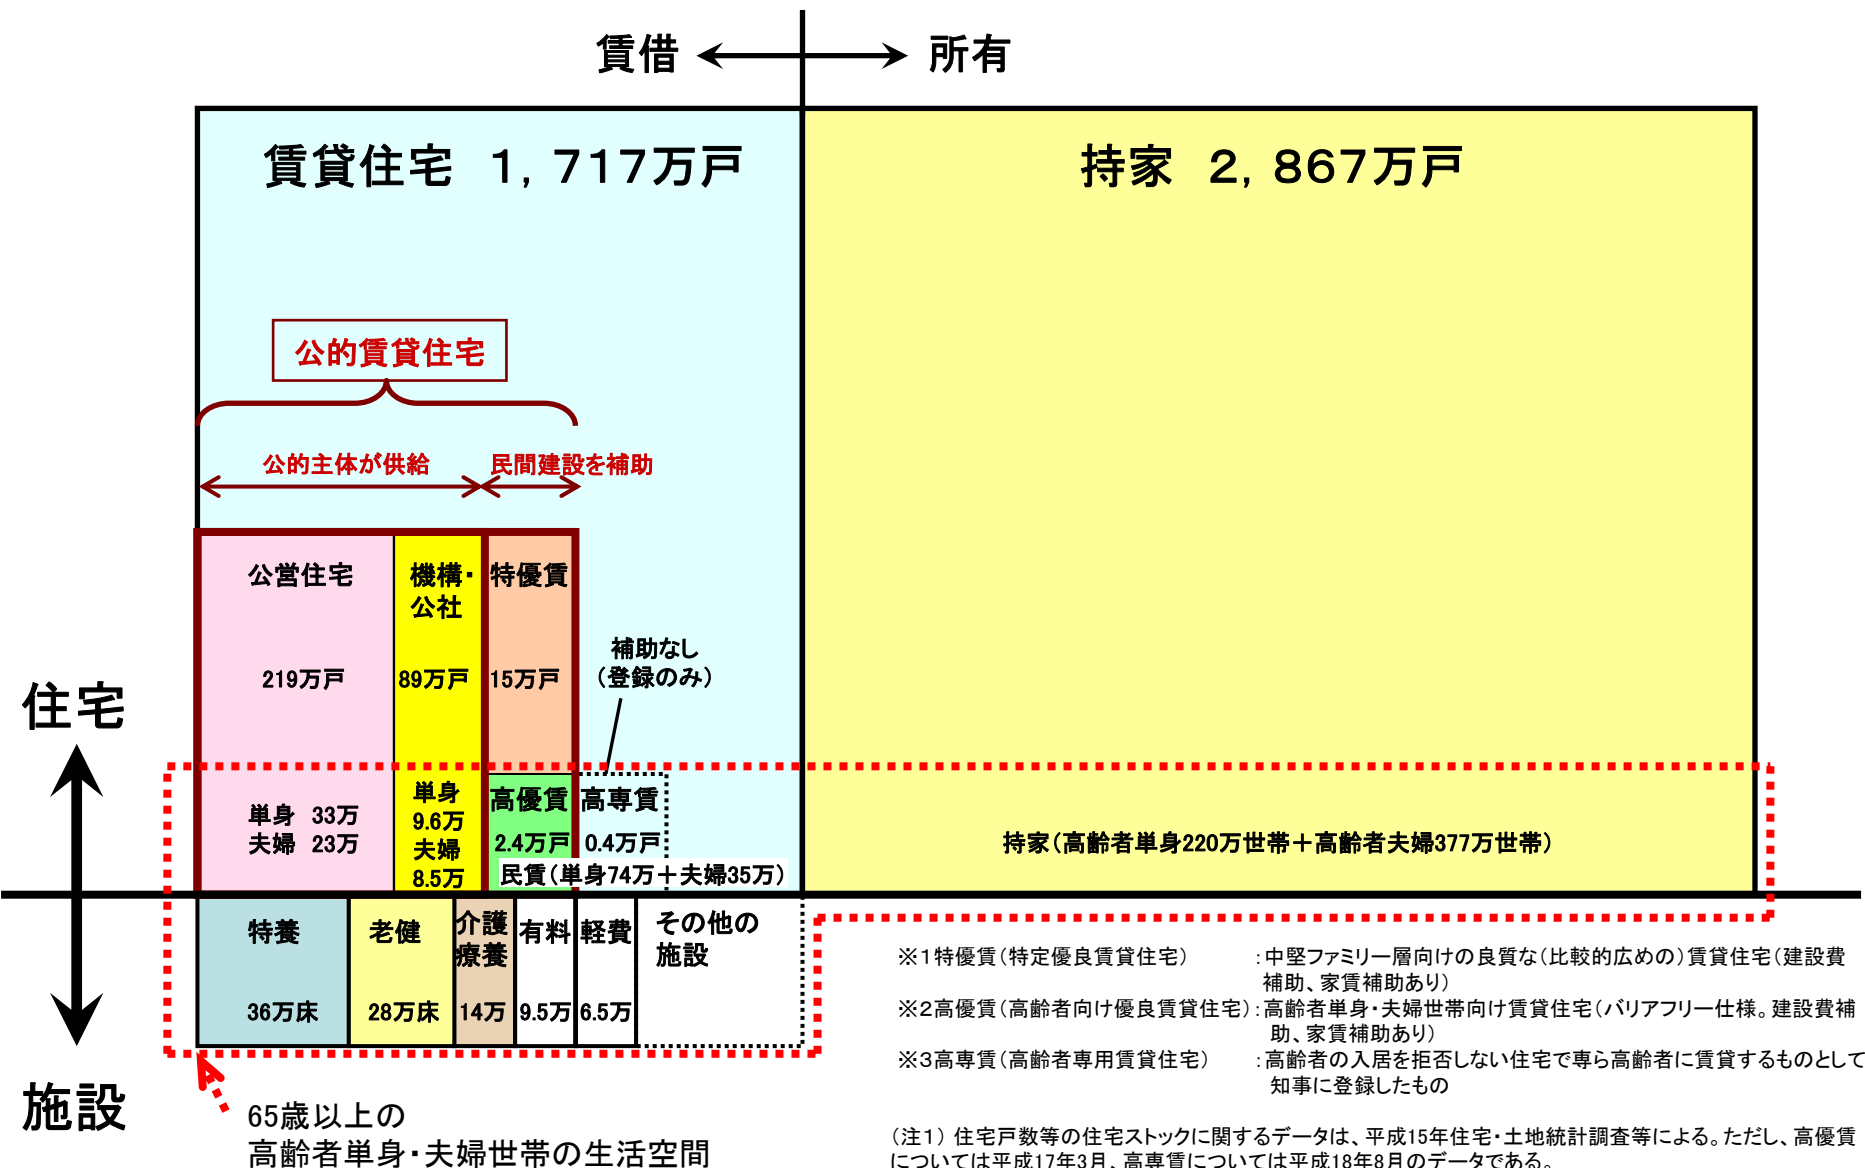 賃借 所有
賃貸住宅 1,717万戸
持家 2,867万戸
公的賃貸住宅
公的主体が供給
民間建設を補助
公営住宅
219万戸
単身 33万
夫婦 23万
機構・
公社
89万戸
単身
9.6万
夫婦
8.5万
特優賃
15万戸
高優賃
2.4万戸
補助なし
(登録のみ)
高専賃
0.4万戸
民賃(単身74万+夫婦35万)
持家(高齢者単身220万世帯+高齢者夫婦377万世帯)
住宅
施設
特養
36万床
老健
28万床
介護
療養
14万
有料
9.5万
軽費
6.5万
その他の
施設
65歳以上の
高齢者単身・夫婦世帯の生活空間
※1特優賃(特定優良賃貸住宅) :中堅ファミリー層向けの良質な(比較的広めの)賃貸住宅(建設費
補助、家賃補助あり)
※2高優賃(高齢者向け優良賃貸住宅):高齢者単身・夫婦世帯向け賃貸住宅(バリアフリー仕様。建設費補
助、家賃補助あり)
※3高専賃(高齢者専用賃貸住宅) :高齢者の入居を拒否しない住宅で専ら高齢者に賃貸するものとして
知事に登録したもの
(注1) 住宅戸数等の住宅ストックに関するデータは、平成15年住宅・土地統計調査等による。ただし、高優賃
については平成17年3月、高専賃については平成18年8月のデータである。